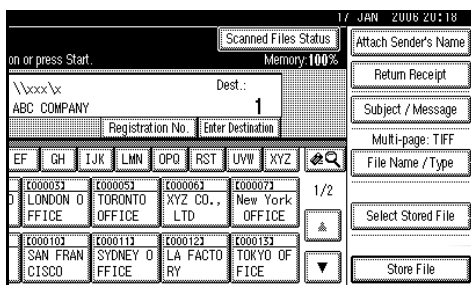 17 JAN 2006 20:18
Scanned Files Status
Attach Sender's Name
on or press Start.
Memory:100%
Return Receipt
\\xxx\x
Dest.:
ABC COMPANY
1
Subject / Message
Registration No.
Enter Destination
Multi-page: TIFF
EF GH IJK LMN OPQ RST UVW XYZ
File Name / Type
[00003] [00005] [00006] [00007]
1/2
LONDON O TORONTO XYZ CO., New York
FFICE OFFICE LTD OFFICE
Select Stored File
[00010] [00011] [00012] [00013]
SAN FRAN SYDNEY O LA FACTO TOKYO OF
CISCO FFICE RY FICE
Store File